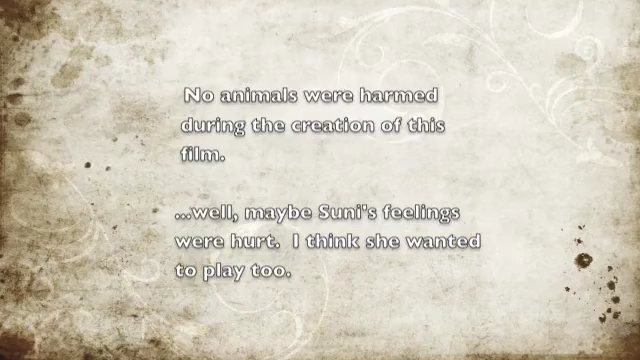 No animals were harmed
during the creation of this
film.
...well, maybe Suni's feelings
were hurt.  I think she wanted
to play too.